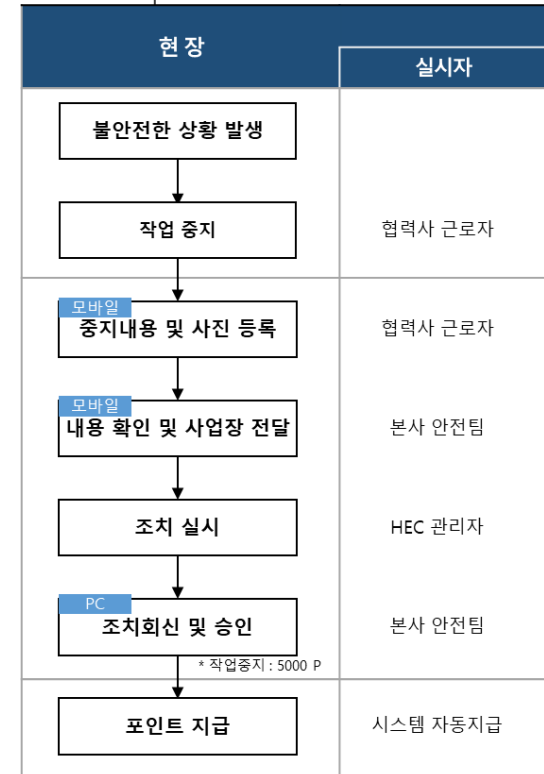 현 장
실시자
불안전한 상황 발생
작업 중지
협력사 근로자
모바일
중지내용 및 사진 등록
협력사 근로자
모바일
내용 확인 및 사업장 전달
본사 안전팀
조치 실시
HEC 관리자
PC
조치회신 및 승인
본사 안전팀
* 작업중지 : 5000 P
포인트 지급
시스템 자동지급